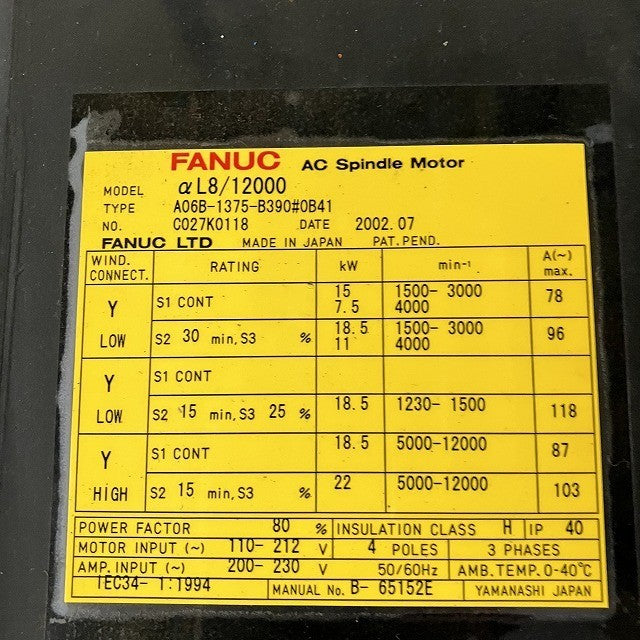 FANUC AC Spindle Motor
MODEL αL8/12000
TYPE A06B-1375-B390#0B41
NO. C027K0118 DATE 2002.07
FANUC LTD MADE IN JAPAN PAT.PEND.
WIND. CONNECT. RATING kW min-¹ A(~) max.
Y LOW S1 CONT 15 1500- 3000 78
7.5 4000
S2 30 min,S3 % 18.5 1500- 3000 96
11 4000
Y LOW S1 CONT
S2 15 min,S3 25 % 18.5 1230- 1500 118
Y HIGH S1 CONT 18.5 5000-12000 87
S2 15 min,S3 % 22 5000-12000 103
POWER FACTOR 80 % INSULATION CLASS H IP 40
MOTOR INPUT (~) 110- 212 V 4 POLES 3 PHASES
AMP. INPUT (~) 200- 230 V 50/60Hz AMB.TEMP. 0-40°C
IEC34- 1:1994 MANUAL No. B- 65152E YAMANASHI JAPAN